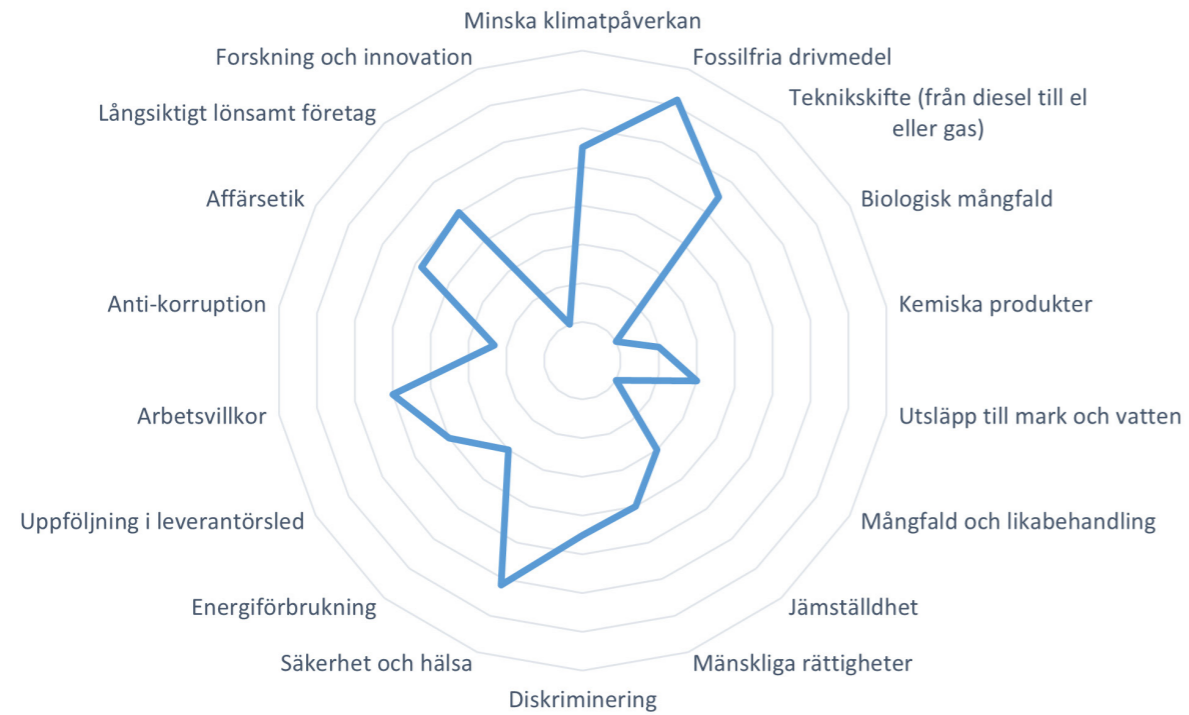 Minska klimatpåverkan
Fossilfria drivmedel
Teknikskifte (från diesel till el
eller gas)
Biologisk mångfald
Kemiska produkter
Utsläpp till mark och vatten
Mångfald och likabehandling
Jämställdhet
Mänskliga rättigheter
Diskriminering
Säkerhet och hälsa
Energiförbrukning
Uppföljning i leverantörsled
Arbetsvillkor
Anti-korruption
Affärsetik
Långsiktigt lönsamt företag
Forskning och innovation